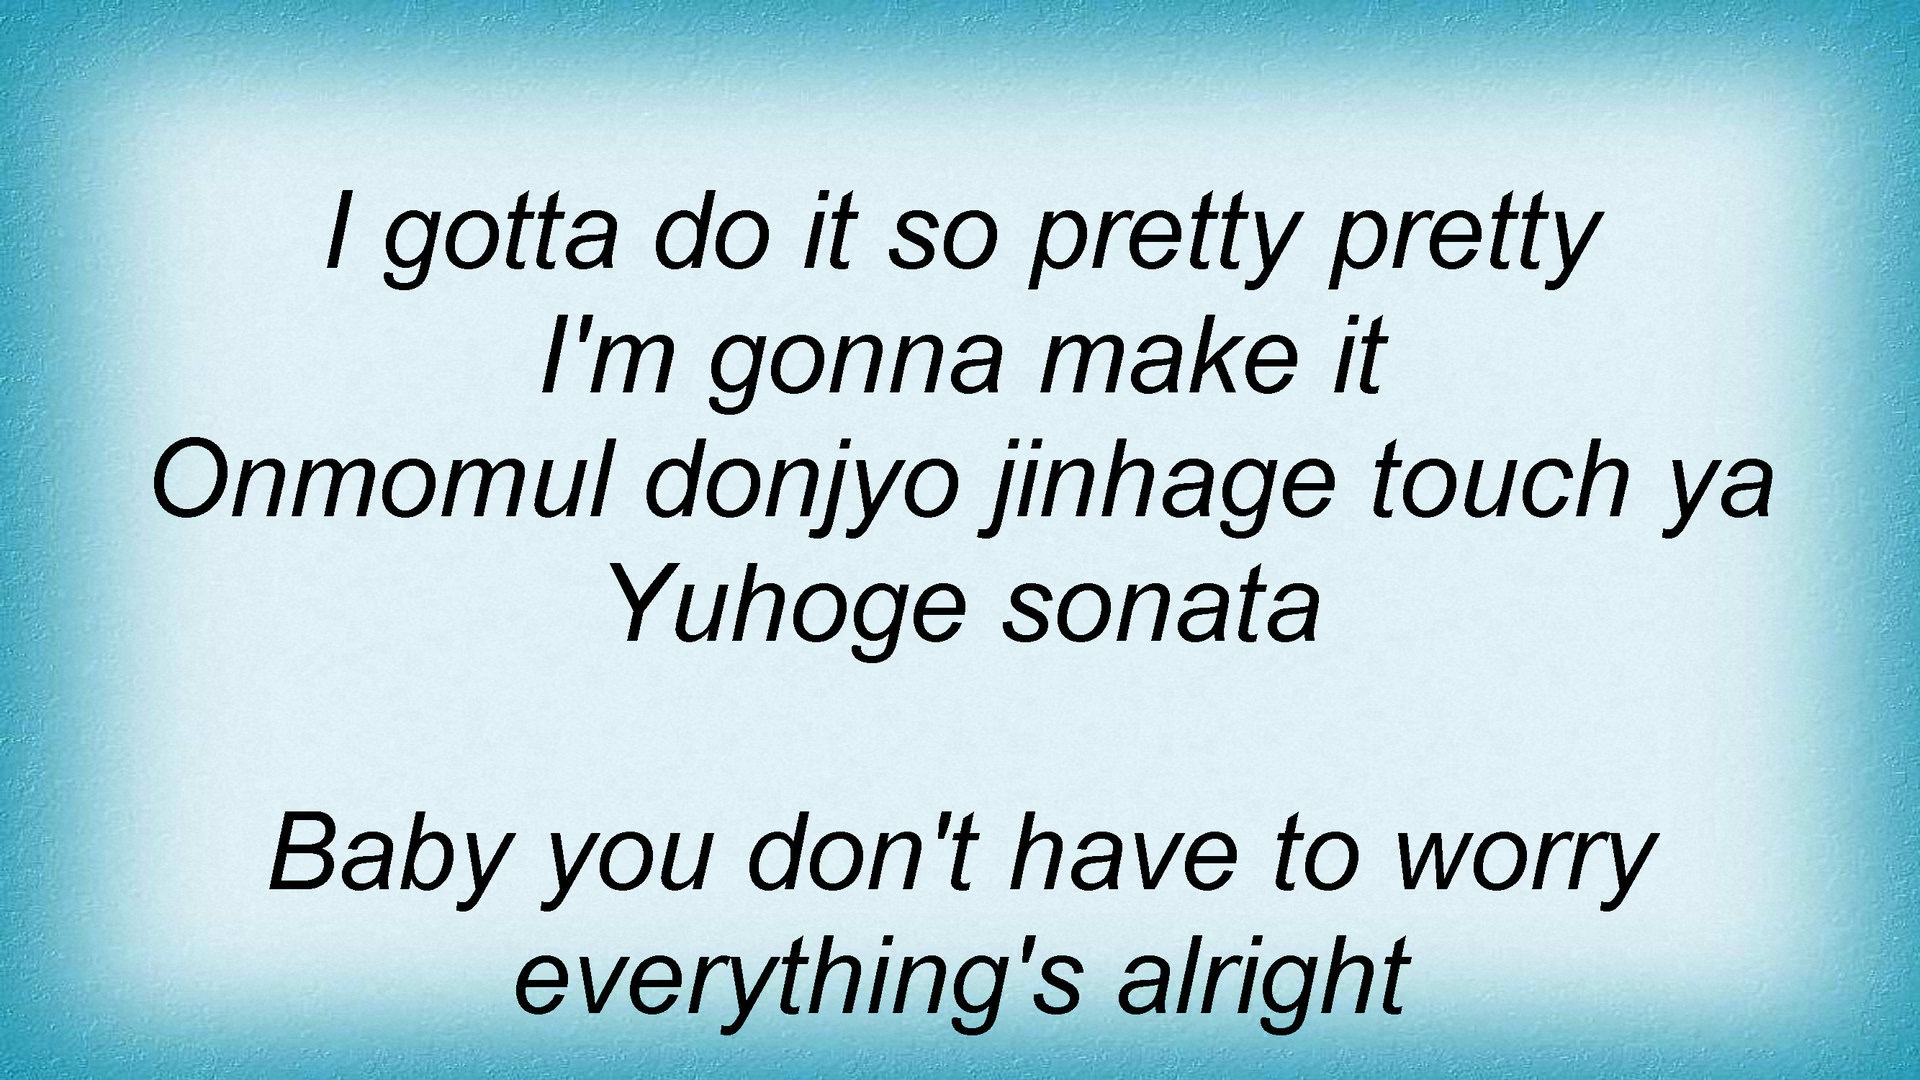 I gotta do it so pretty pretty
I'm gonna make it
Onmomul donjyo jinhage touch ya
Yuhoge sonata
Baby you don't have to worry
everything's alright